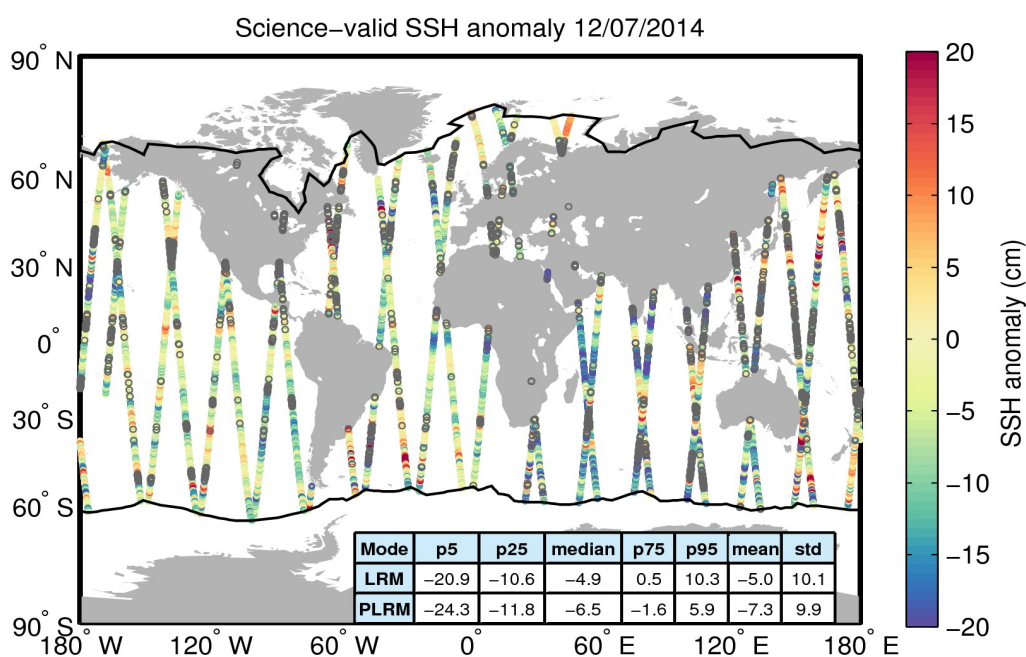 Science−valid SSH anomaly 12/07/2014
90° N
60° N
30° N
0°
30° S
60° S
90° S
180° W
120° W
60° W
0°
60° E
120° E
180° E
20
15
10
5
0
−5
−10
−15
−20
SSH anomaly (cm)
Mode p5 p25 median p75 p95 mean std
LRM −20.9 −10.6 −4.9 0.5 10.3 −5.0 10.1
PLRM −24.3 −11.8 −6.5 −1.6 5.9 −7.3 9.9